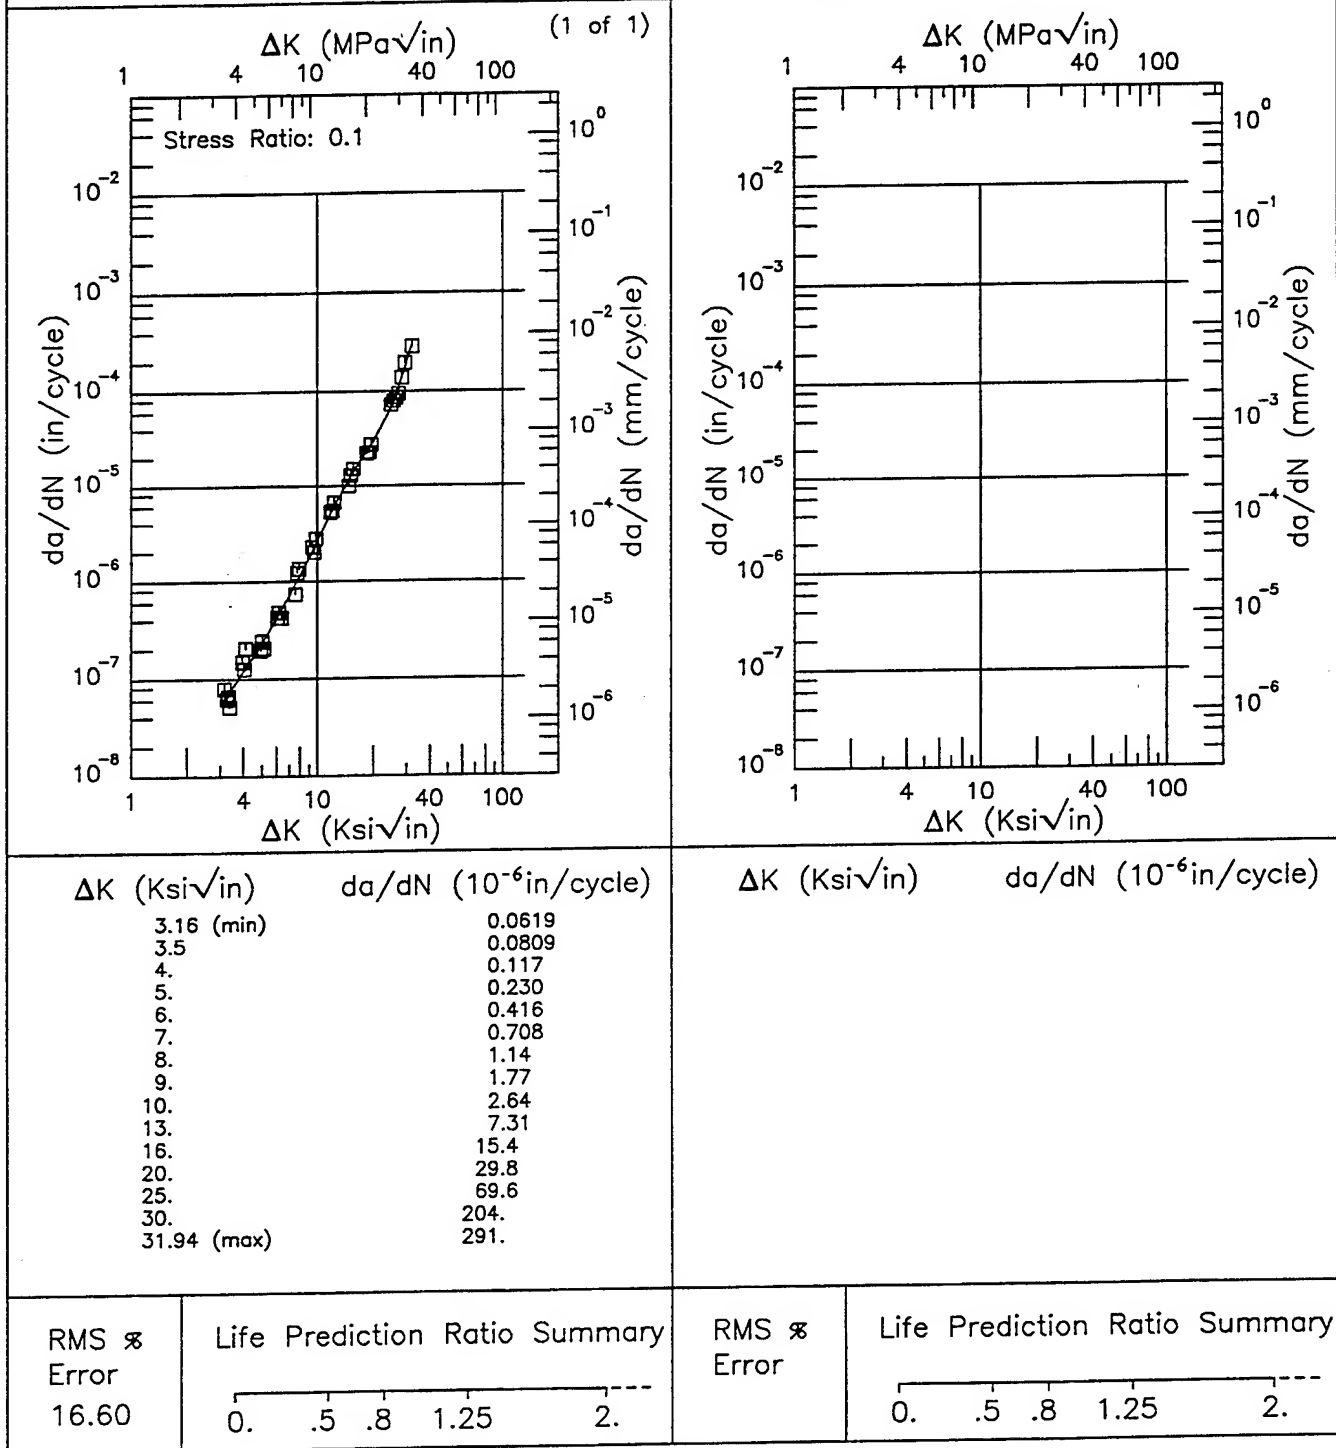 (1 of 1)
ΔK (MPa√in)
1 4 10 40 100
Stress Ratio: 0.1
da/dN (in/cycle)
10⁻²
10⁻³
10⁻⁴
10⁻⁵
10⁻⁶
10⁻⁷
10⁻⁸
10⁰
10⁻¹
10⁻²
10⁻³
10⁻⁴
10⁻⁵
10⁻⁶
da/dN (mm/cycle)
1 4 10 40 100
ΔK (Ksi√in)
ΔK (MPa√in)
1 4 10 40 100
da/dN (in/cycle)
10⁻²
10⁻³
10⁻⁴
10⁻⁵
10⁻⁶
10⁻⁷
10⁻⁸
10⁰
10⁻¹
10⁻²
10⁻³
10⁻⁴
10⁻⁵
10⁻⁶
da/dN (mm/cycle)
1 4 10 40 100
ΔK (Ksi√in)
ΔK (Ksi√in) da/dN (10⁻⁶in/cycle)
3.16 (min) 0.0619
3.5 0.0809
4. 0.117
5. 0.230
6. 0.416
7. 0.708
8. 1.14
9. 1.77
10. 2.64
13. 7.31
16. 15.4
20. 29.8
25. 69.6
30. 204.
31.94 (max) 291.
ΔK (Ksi√in) da/dN (10⁻⁶in/cycle)
RMS %
Error
16.60
Life Prediction Ratio Summary
0. .5 .8 1.25 2.
RMS %
Error
Life Prediction Ratio Summary
0. .5 .8 1.25 2.